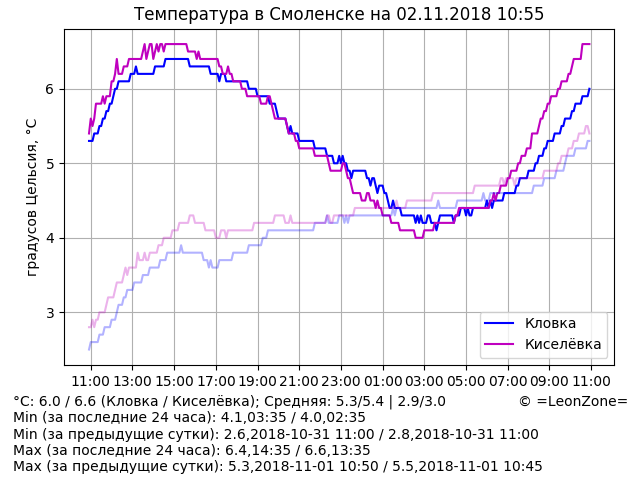 Температура в Смоленске на 02.11.2018 10:55
градусов Цельсия, °C
6
5
4
3
Кловка
Киселёвка
11:00 13:00 15:00 17:00 19:00 21:00 23:00 01:00 03:00 05:00 07:00 09:00 11:00
°C: 6.0 / 6.6 (Кловка / Киселёвка); Средняя: 5.3/5.4 | 2.9/3.0 © =LeonZone=
Min (за последние 24 часа): 4.1,03:35 / 4.0,02:35
Min (за предыдущие сутки): 2.6,2018-10-31 11:00 / 2.8,2018-10-31 11:00
Max (за последние 24 часа): 6.4,14:35 / 6.6,13:35
Max (за предыдущие сутки): 5.3,2018-11-01 10:50 / 5.5,2018-11-01 10:45